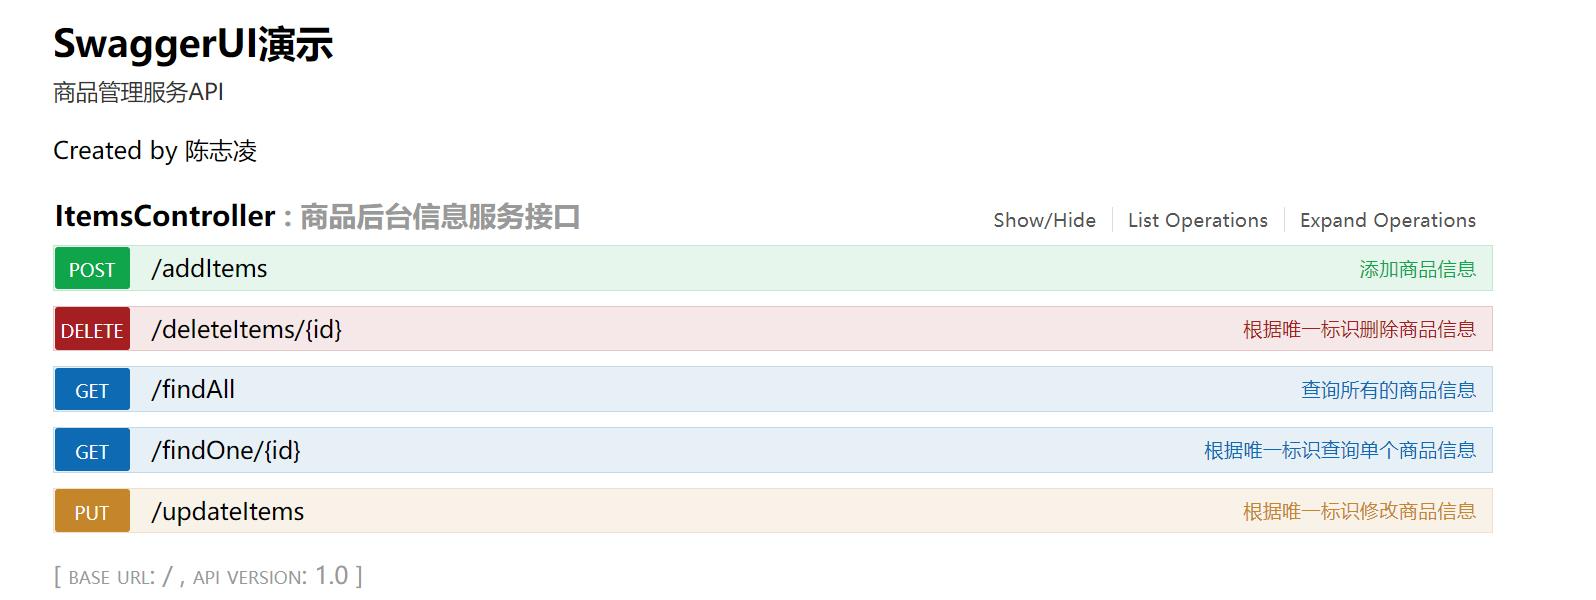 SwaggerUI演示
商品管理服务API
Created by 陈志凌
ItemsController : 商品后台信息服务接口 Show/Hide List Operations Expand Operations
POST /addItems 添加商品信息
DELETE /deleteItems/{id} 根据唯一标识删除商品信息
GET /findAll 查询所有的商品信息
GET /findOne/{id} 根据唯一标识查询单个商品信息
PUT /updateItems 根据唯一标识修改商品信息
[ BASE URL: / , API VERSION: 1.0 ]